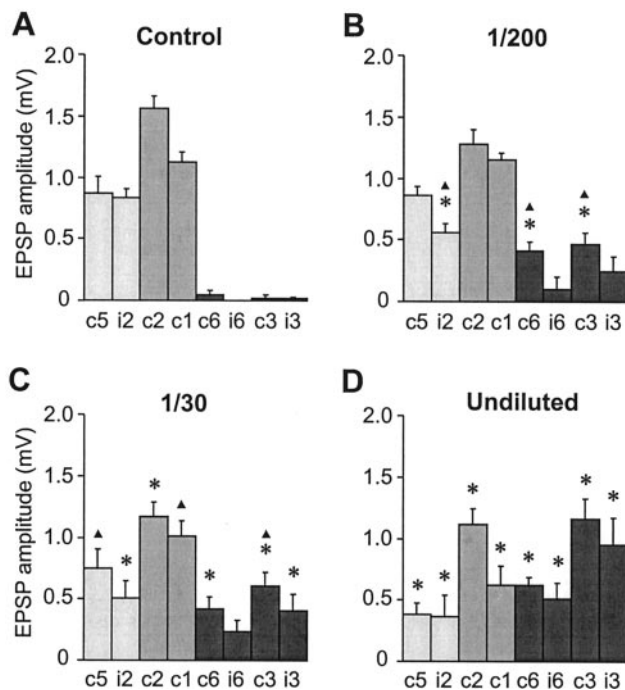 A
Control
EPSP amplitude (mV)
2.0
1.5
1.0
0.5
0
c5 i2 c2 c1 c6 i6 c3 i3
B
1/200
2.0
1.5
1.0
0.5
0
▲ ▲ ▲
* * *
c5 i2 c2 c1 c6 i6 c3 i3
C
1/30
EPSP amplitude (mV)
2.0
1.5
1.0
0.5
0
▲ * * ▲ * ▲ * *
c5 i2 c2 c1 c6 i6 c3 i3
D
Undiluted
2.0
1.5
1.0
0.5
0
* * * * * * * *
c5 i2 c2 c1 c6 i6 c3 i3